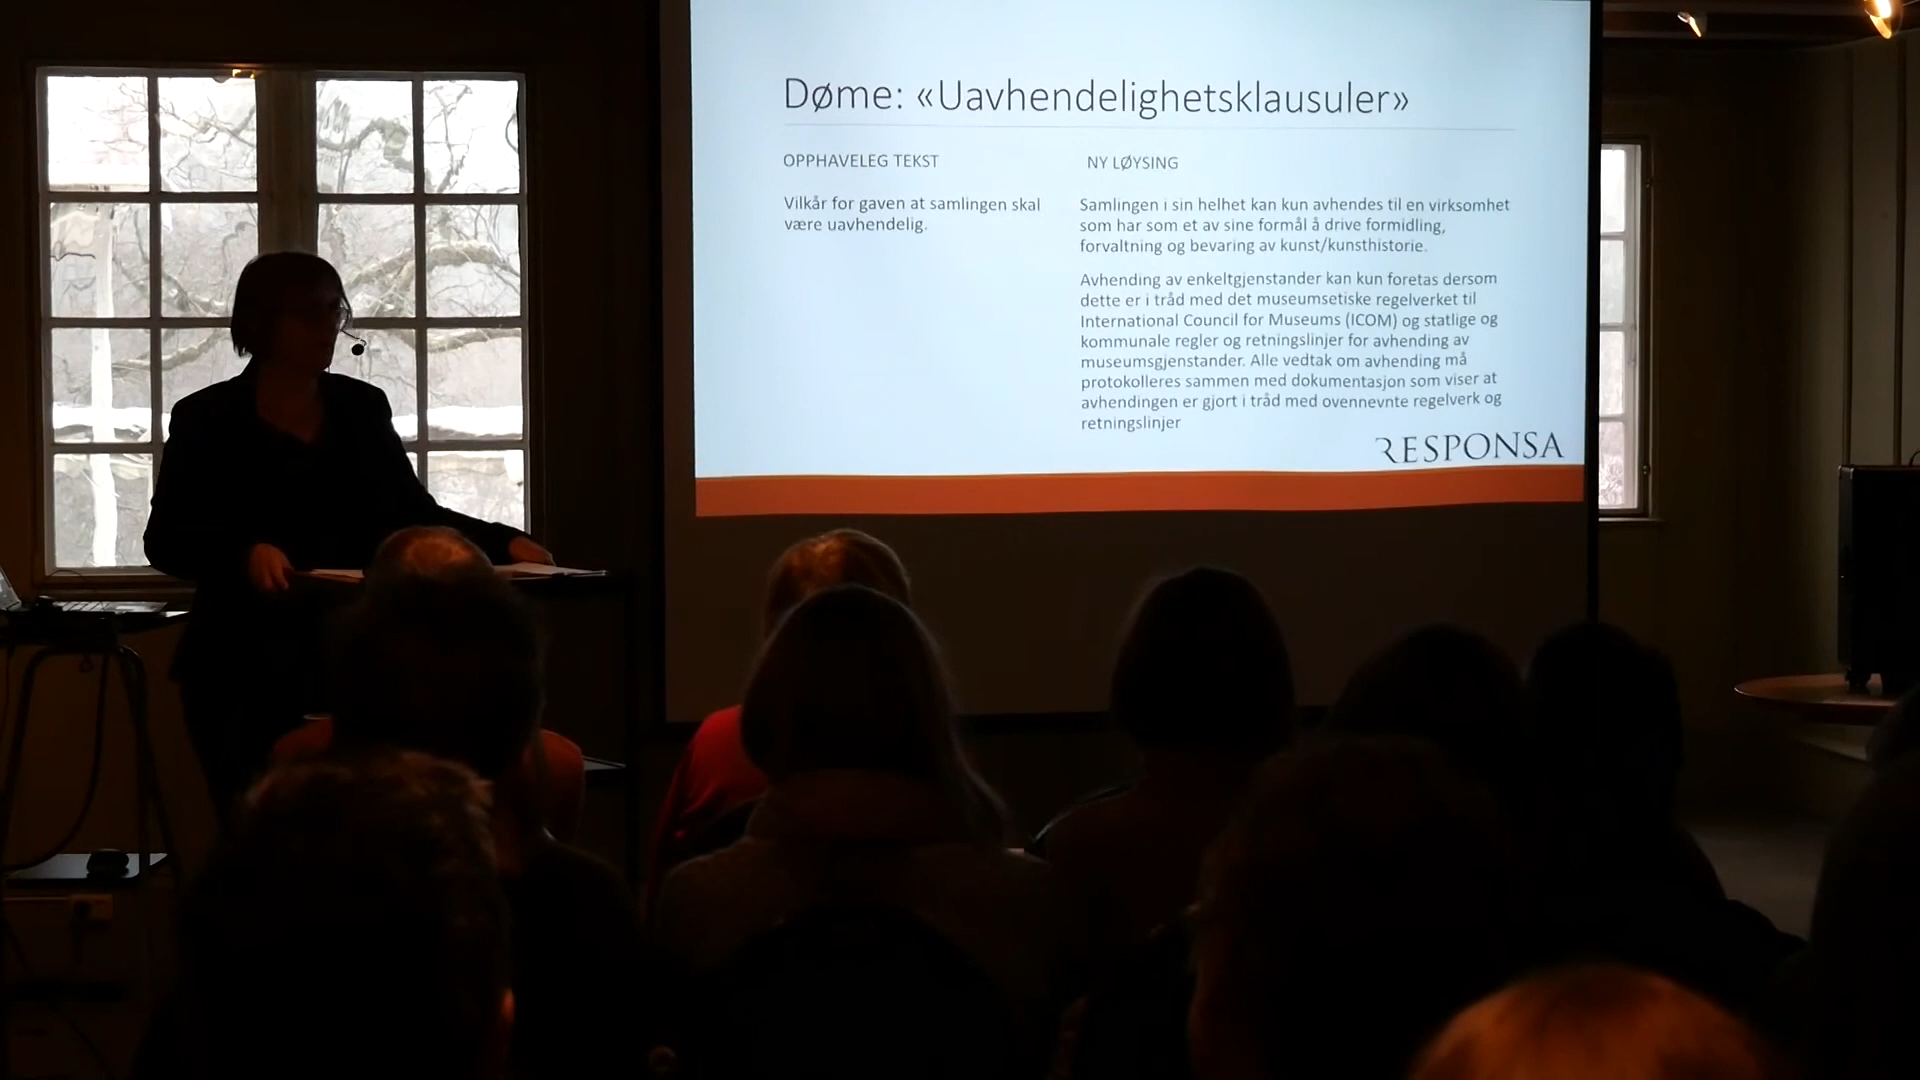 Døme: «Uavhendelighetsklausuler»
OPPHAVELEG TEKST
Vilkår for gaven at samlingen skal
være uavhendelig.
NY LØYSING
Samlingen i sin helhet kan kun avhendes til en virksomhet
som har som et av sine formål å drive formidling,
forvaltning og bevaring av kunst/kunsthistorie.
Avhending av enkeltgjenstander kan kun foretas dersom
dette er i tråd med det museumsetiske regelverket til
International Council for Museums (ICOM) og statlige og
kommunale regler og retningslinjer for avhending av
museumsgjenstander. Alle vedtak om avhending må
protokolleres sammen med dokumentasjon som viser at
avhendingen er gjort i tråd med ovennevnte regelverk og
retningslinjer
RESPONSA